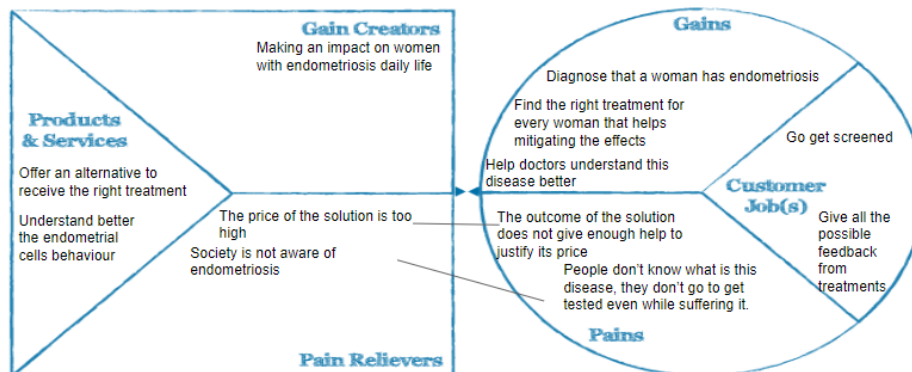 Gain Creators
Making an impact on women
with endometriosis daily life
Products
& Services
Offer an alternative to
receive the right treatment
Understand better
the endometrial
cells behaviour
The price of the solution is too
high
Society is not aware of
endometriosis
Pain Relievers
Gains
Diagnose that a woman has endometriosis
Find the right treatment for
every woman that helps
mitigating the effects
Help doctors understand this
disease better
Go get screened
Customer
Job(s)
Give all the
possible
feedback
from
treatments
The outcome of the solution
does not give enough help to
justify its price
People don't know what is this
disease, they don't go to get
tested even while suffering it.
Pains